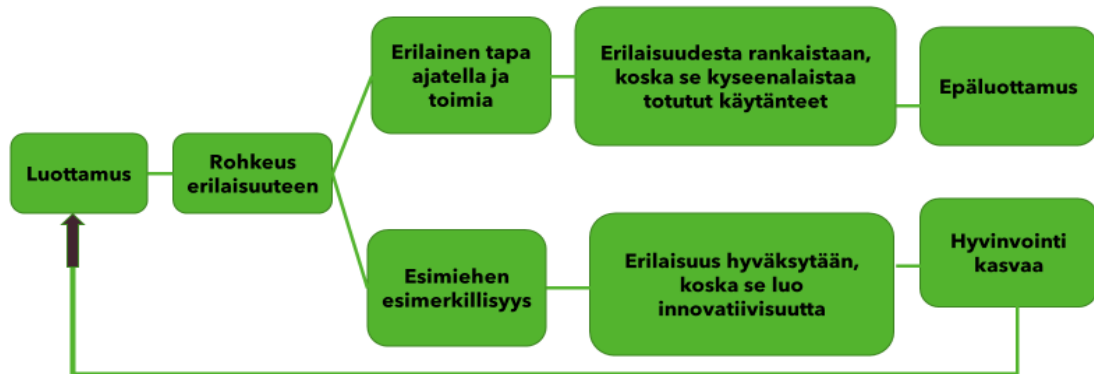 Luottamus
Rohkeus
erilaisuuteen
Erilainen tapa
ajatella ja
toimia
Erilaisuudesta rankaistaan,
koska se kyseenalaistaa
totutut käytänteet
Epäluottamus
Esimiehen
esimerkillisyys
Erilaisuus hyväksytään,
koska se luo
innovatiivisuutta
Hyvinvointi
kasvaa